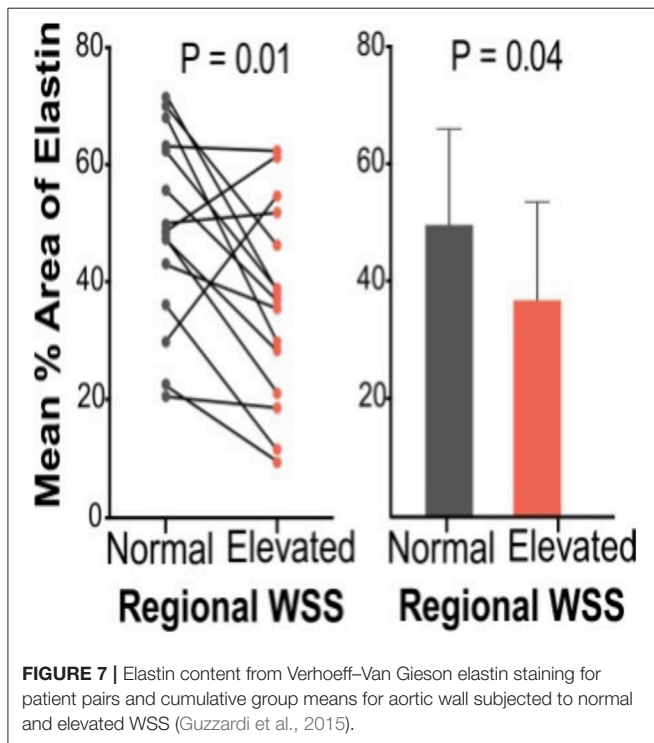 Mean % Area of Elastin
80
60
40
20
0
P = 0.01
Normal Elevated
Regional WSS
80
60
40
20
P = 0.04
Normal Elevated
Regional WSS
FIGURE 7 | Elastin content from Verhoeff–Van Gieson elastin staining for
patient pairs and cumulative group means for aortic wall subjected to normal
and elevated WSS (Guzzardi et al., 2015).